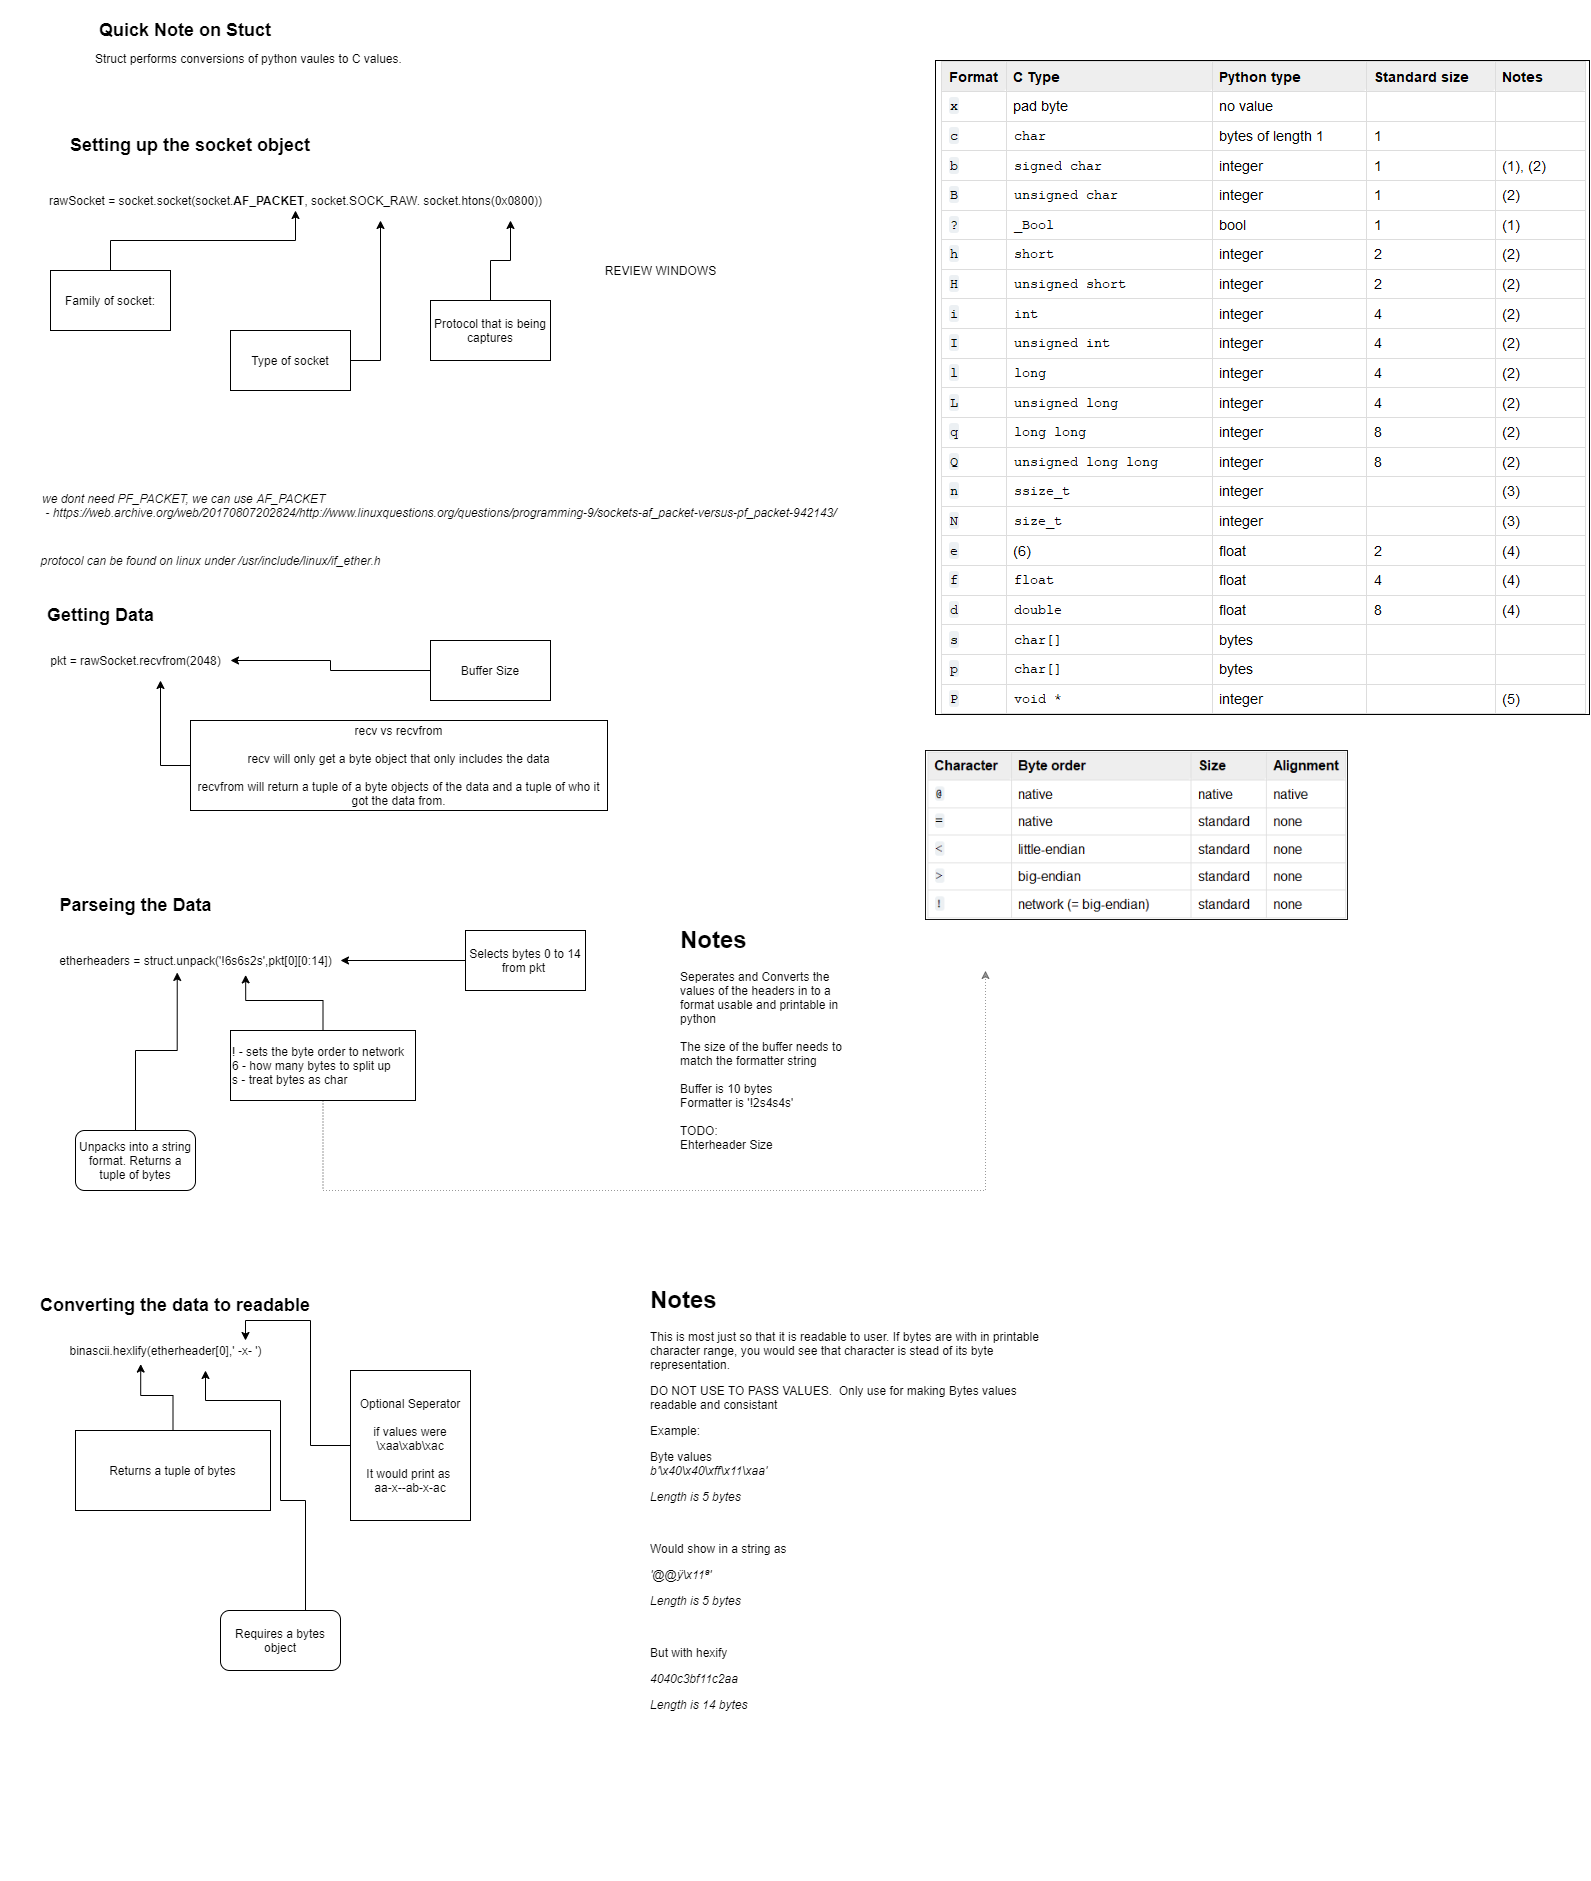 Quick Note on Stuct
Struct performs conversions of python vaules to C values.
Setting up the socket object
rawSocket = socket.socket(socket.AF_PACKET, socket.SOCK_RAW. socket.htons(0x0800))
Family of socket:
Type of socket
Protocol that is being
captures
REVIEW WINDOWS
we dont need PF_PACKET, we can use AF_PACKET
- https://web.archive.org/web/20170807202824/http://www.linuxquestions.org/questions/programming-9/sockets-af_packet-versus-pf_packet-942143/
protocol can be found on linux under /usr/include/linux/if_ether.h
Getting Data
pkt = rawSocket.recvfrom(2048)
Buffer Size
recv vs recvfrom
recv will only get a byte object that only includes the data
recvfrom will return a tuple of a byte objects of the data and a tuple of who it
got the data from.
Format C Type Python type Standard size Notes
x pad byte no value
c char bytes of length 1 1
b signed char integer 1 (1), (2)
B unsigned char integer 1 (2)
? _Bool bool 1 (1)
h short integer 2 (2)
H unsigned short integer 2 (2)
i int integer 4 (2)
I unsigned int integer 4 (2)
l long integer 4 (2)
L unsigned long integer 4 (2)
q long long integer 8 (2)
Q unsigned long long integer 8 (2)
n ssize_t integer (3)
N size_t integer (3)
e (6) float 2 (4)
f float float 4 (4)
d double float 8 (4)
s char[] bytes
p char[] bytes
P void * integer (5)
Character Byte order Size Alignment
@ native native native
= native standard none
< little-endian standard none
> big-endian standard none
! network (= big-endian) standard none
Parseing the Data
etherheaders = struct.unpack('!6s6s2s',pkt[0][0:14])
Selects bytes 0 to 14
from pkt
! - sets the byte order to network
6 - how many bytes to split up
s - treat bytes as char
Unpacks into a string
format. Returns a
tuple of bytes
Notes
Seperates and Converts the
values of the headers in to a
format usable and printable in
python
The size of the buffer needs to
match the formatter string
Buffer is 10 bytes
Formatter is '!2s4s4s'
TODO:
Ehterheader Size
Converting the data to readable
binascii.hexlify(etherheader[0],' -x- ')
Returns a tuple of bytes
Optional Seperator
if values were
\xaa\xab\xac
It would print as
aa-x--ab-x-ac
Requires a bytes
object
Notes
This is most just so that it is readable to user. If bytes are with in printable
character range, you would see that character is stead of its byte
representation.
DO NOT USE TO PASS VALUES.  Only use for making Bytes values
readable and consistant
Example:
Byte values
b'\x40\x40\xff\x11\xaa'
Length is 5 bytes
Would show in a string as
'@@ÿ\x11ª'
Length is 5 bytes
But with hexify
4040c3bf11c2aa
Length is 14 bytes